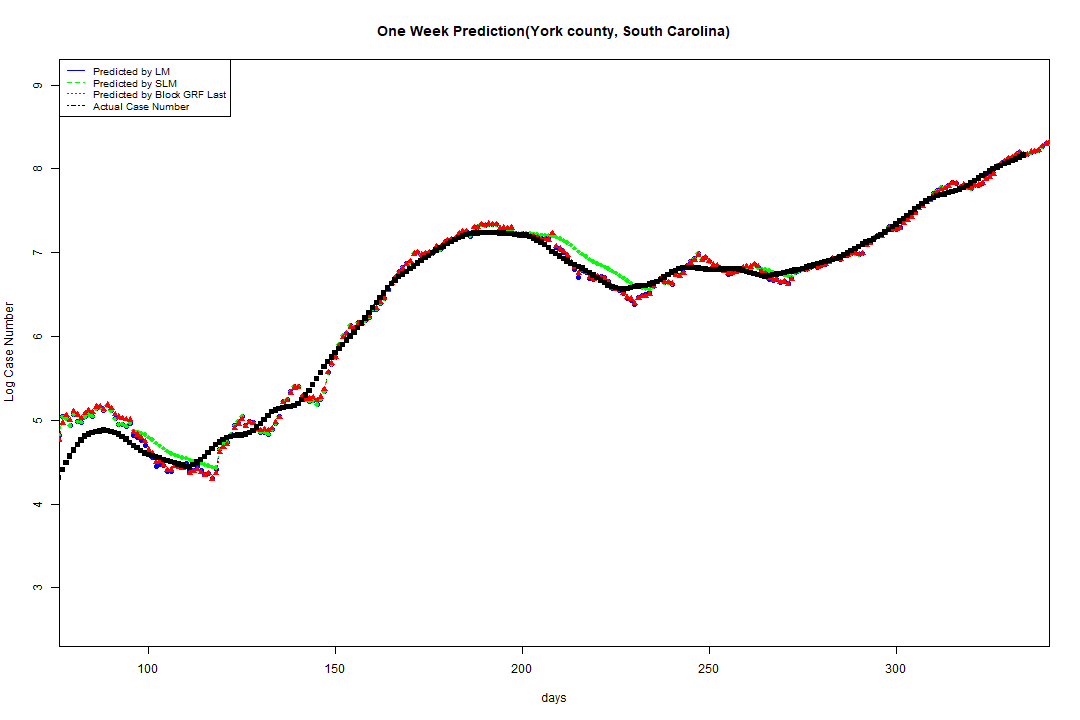 One Week Prediction(York county, South Carolina)
Predicted by LM
Predicted by SLM
Predicted by Block GRF Last
Actual Case Number
9
8
7
6
5
4
3
Log Case Number
100 150 200 250 300
days